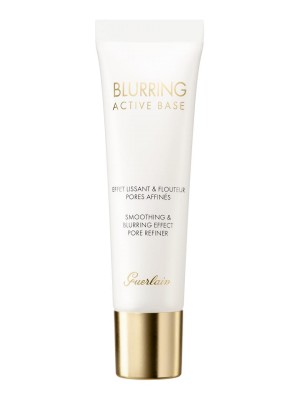 BLURRING
ACTIVE BASE
EFFET LISSANT & FLOUTEUR
PORES AFFINÉS
SMOOTHING &
BLURRING EFFECT
PORE REFINER
Guerlain